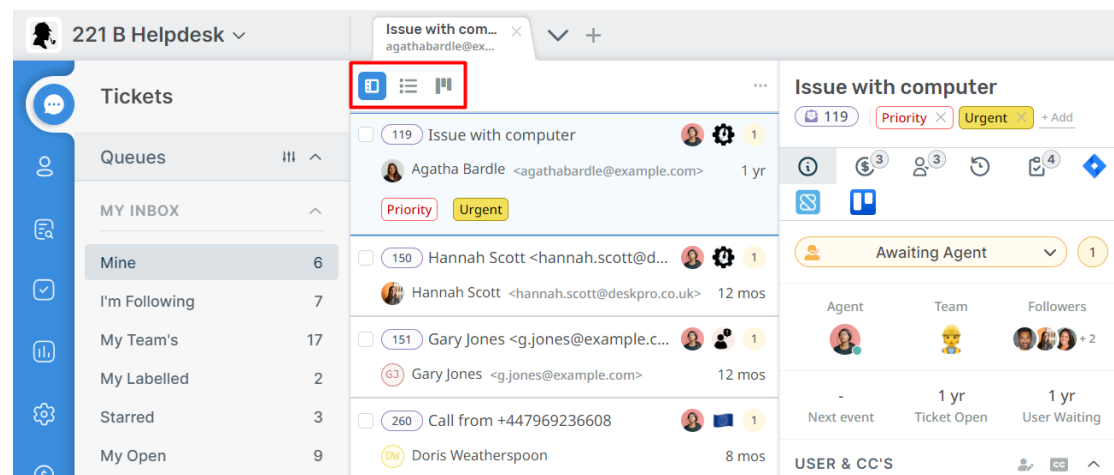 221 B Helpdesk
Issue with com...
agathabardle@ex...
Tickets
Queues
MY INBOX
Mine 6
I'm Following 7
My Team's 17
My Labelled 2
Starred 3
My Open 9
119 Issue with computer 1
Agatha Bardle <agathabardle@example.com> 1 yr
Priority Urgent
150 Hannah Scott <hannah.scott@d... 1
Hannah Scott <hannah.scott@deskpro.co.uk> 12 mos
151 Gary Jones <g.jones@example.c... 1
GJ Gary Jones <g.jones@example.com> 12 mos
260 Call from +447969236608 1
DW Doris Weatherspoon 8 mos
Issue with computer
119 Priority Urgent + Add
3 3 4
Awaiting Agent 1
Agent Team Followers
+ 2
- 1 yr 1 yr
Next event Ticket Open User Waiting
USER & CC'S CC